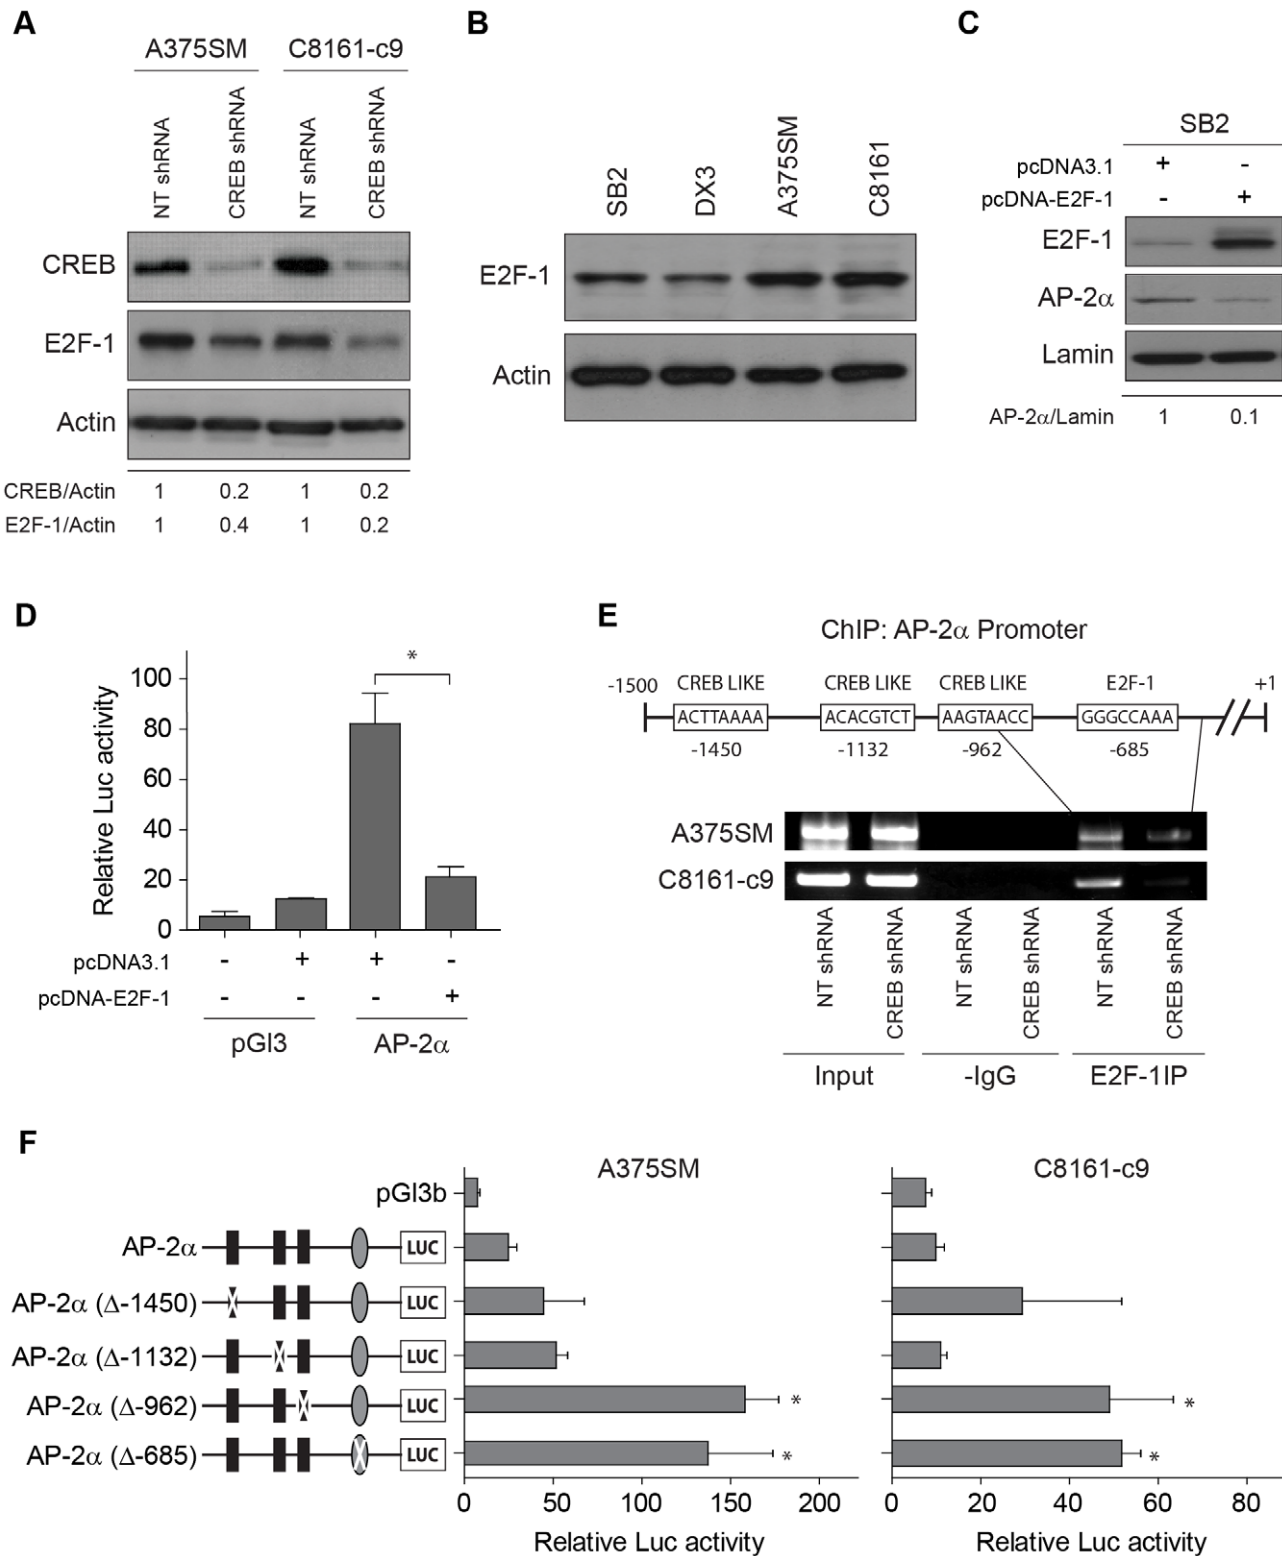 A
A375SM C8161-c9
NT shRNA
CREB shRNA
NT shRNA
CREB shRNA
CREB
E2F-1
Actin
CREB/Actin 1 0.2 1 0.2
E2F-1/Actin 1 0.4 1 0.2
B
SB2
DX3
A375SM
C8161
E2F-1
Actin
C
SB2
pcDNA3.1 + -
pcDNA-E2F-1 - +
E2F-1
AP-2α
Lamin
AP-2α/Lamin 1 0.1
D
Relative Luc activity
100
80
60
40
20
0
*
pcDNA3.1 - + + -
pcDNA-E2F-1 - - - +
pGl3 AP-2α
E
ChIP: AP-2α Promoter
-1500 CREB LIKE CREB LIKE CREB LIKE E2F-1 +1
ACTTAAAA ACACGTCT AAGTAACC GGGCCAAA
-1450 -1132 -962 -685
A375SM
C8161-c9
NT shRNA
CREB shRNA
NT shRNA
CREB shRNA
NT shRNA
CREB shRNA
Input -IgG E2F-1IP
F
A375SM C8161-c9
pGl3b
AP-2α LUC
AP-2α (Δ-1450) LUC
AP-2α (Δ-1132) LUC
AP-2α (Δ-962) LUC * *
AP-2α (Δ-685) LUC * *
0 50 100 150 200 0 20 40 60 80
Relative Luc activity Relative Luc activity